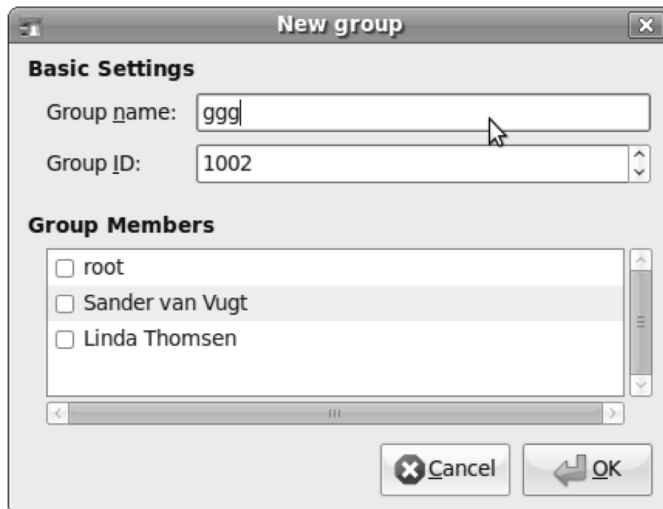 New group
Basic Settings
Group name: ggg
Group ID: 1002
Group Members
root
Sander van Vugt
Linda Thomsen
Cancel OK